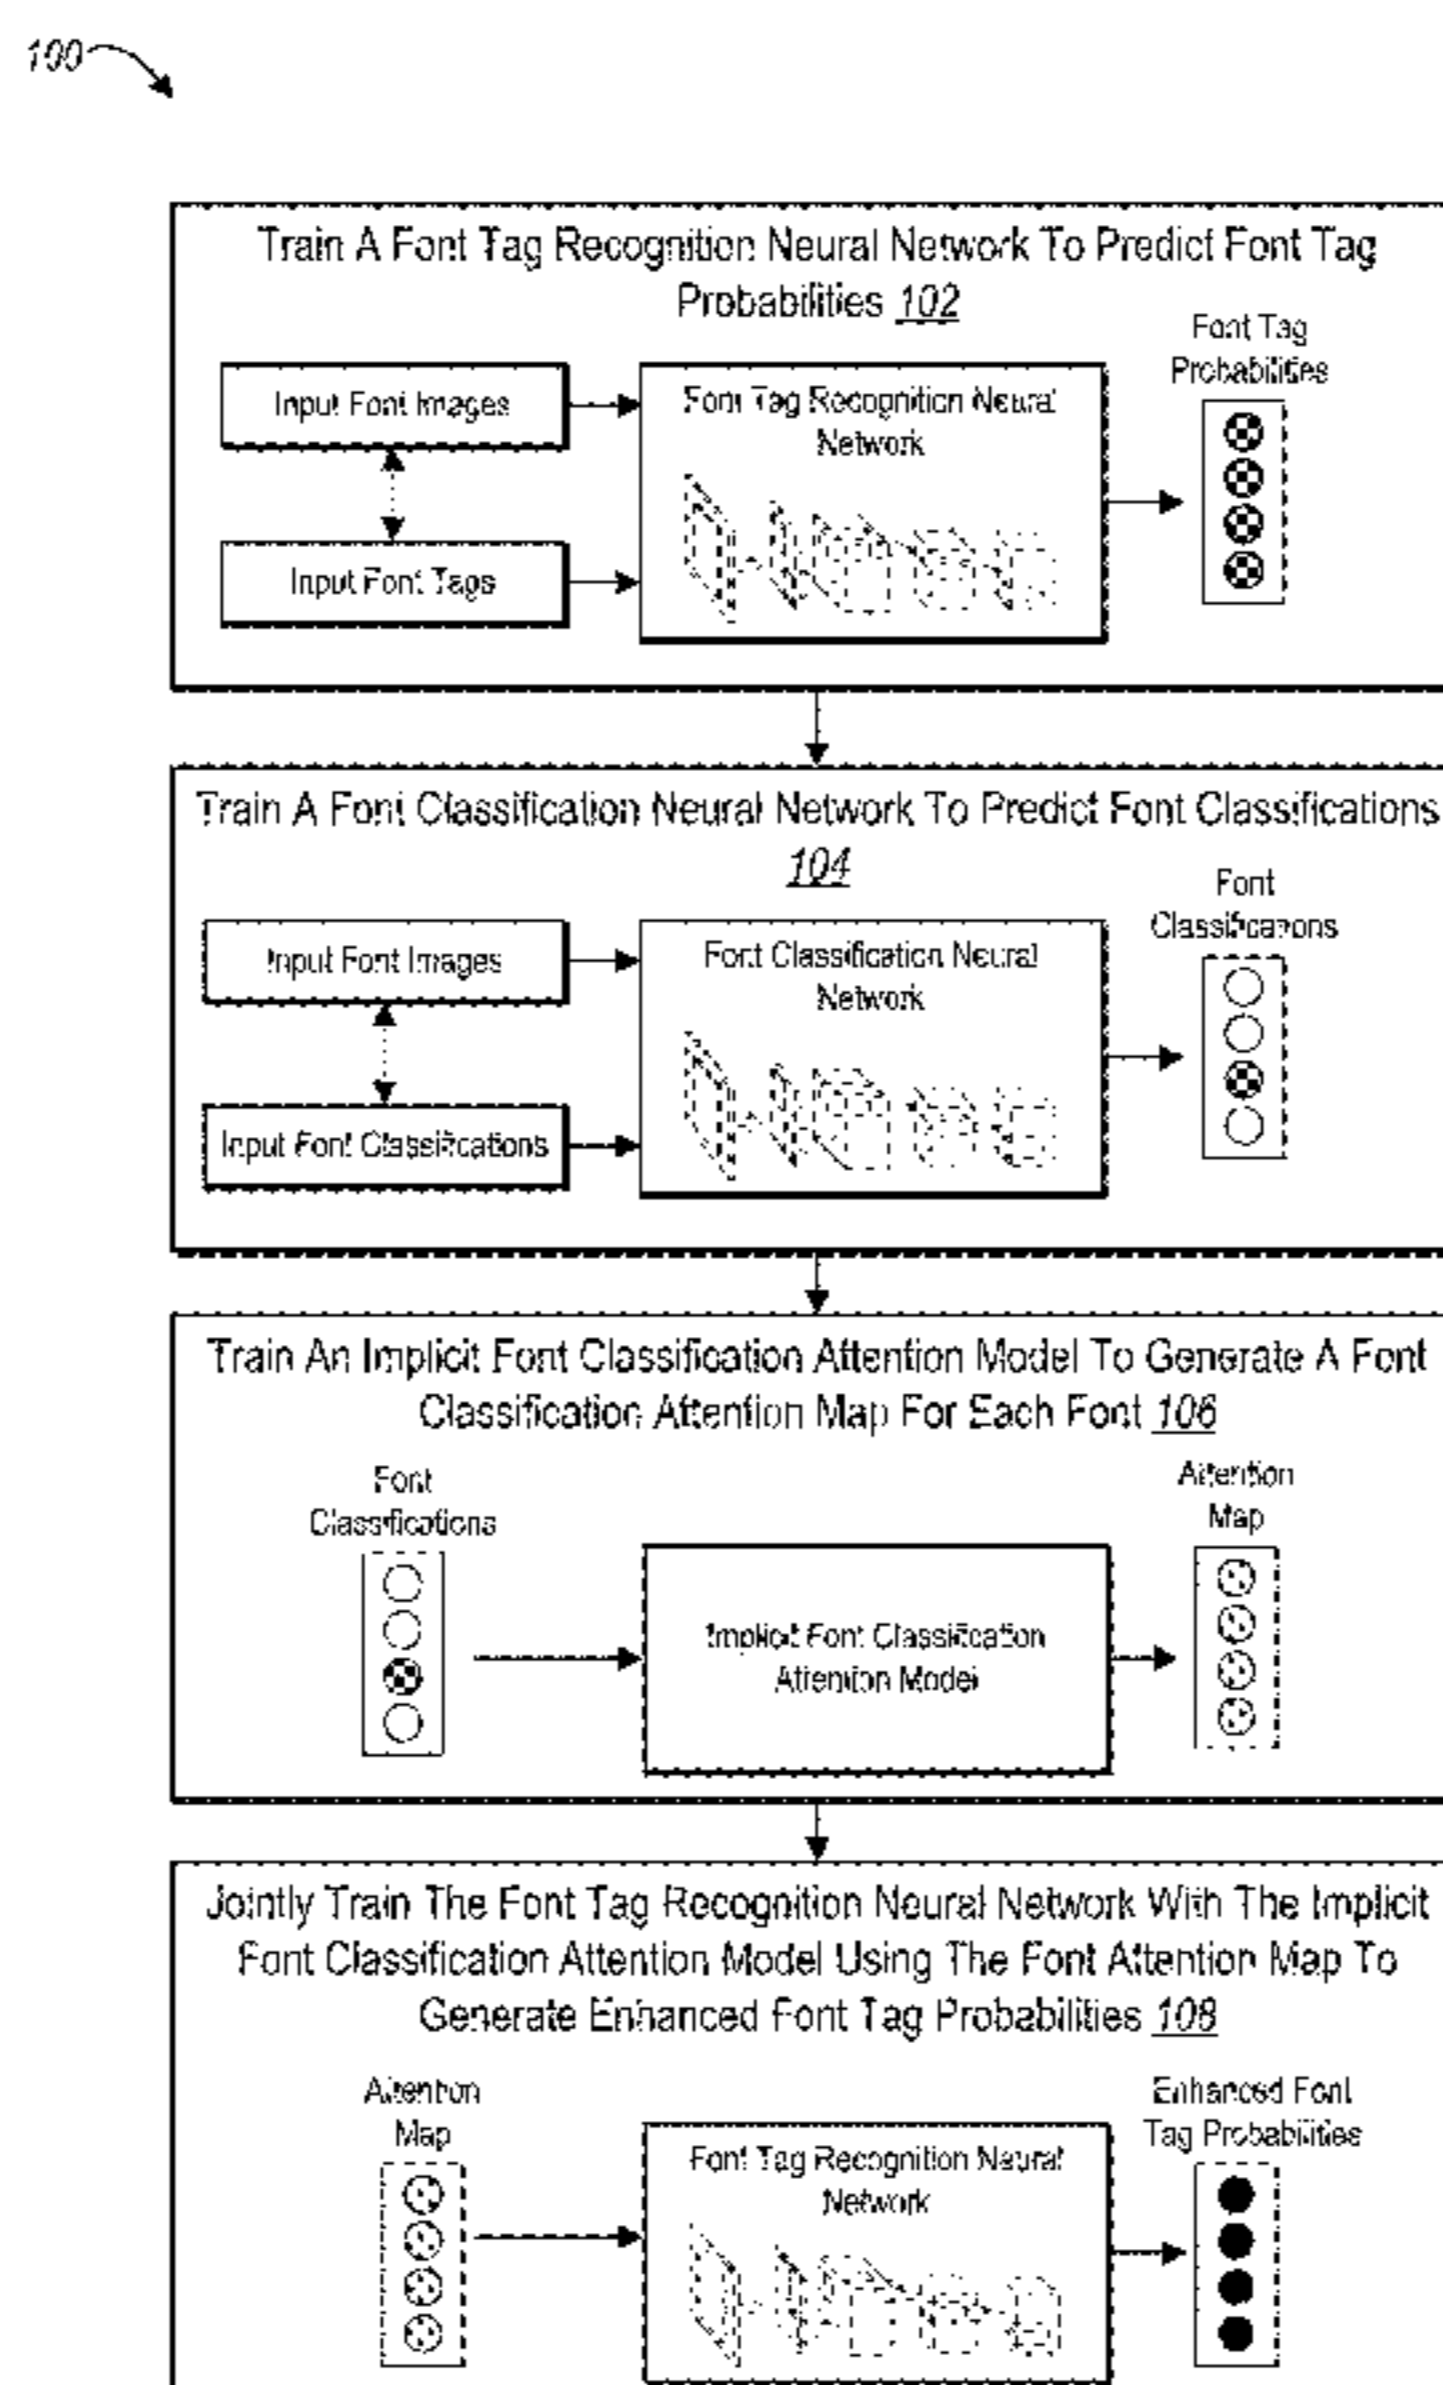 100
Train A Font Tag Recognition Neural Network To Predict Font Tag
Probabilities 102
Font Tag
Probabilities
Input Font Images
Font Tag Recognition Neural
Network
Input Font Tags
Train A Font Classification Neural Network To Predict Font Classifications
104
Font
Classifications
Input Font Images
Font Classification Neural
Network
Input Font Classifications
Train An Implicit Font Classification Attention Model To Generate A Font
Classification Attention Map For Each Font 106
Font
Classifications
Attention
Map
Implicit Font Classification
Attention Model
Jointly Train The Font Tag Recognition Neural Network With The Implicit
Font Classification Attention Model Using The Font Attention Map To
Generate Enhanced Font Tag Probabilities 108
Attention
Map
Enhanced Font
Tag Probabilities
Font Tag Recognition Neural
Network